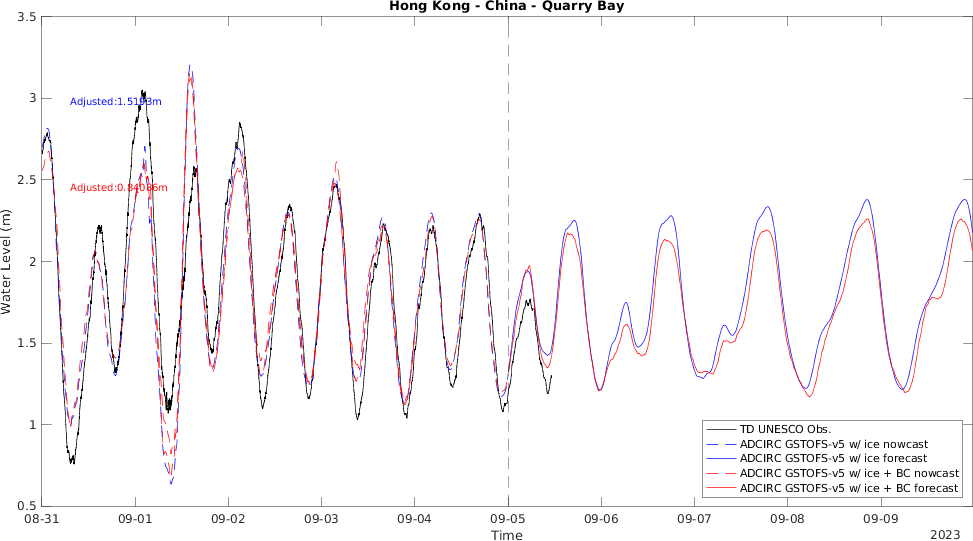 Hong Kong - China - Quarry Bay
3.5
3
2.5
2
1.5
1
0.5
Water Level (m)
Adjusted:1.5193m
Adjusted:0.84036m
08-31 09-01 09-02 09-03 09-04 09-05 09-06 09-07 09-08 09-09
Time
2023
TD UNESCO Obs.
ADCIRC GSTOFS-v5 w/ ice nowcast
ADCIRC GSTOFS-v5 w/ ice forecast
ADCIRC GSTOFS-v5 w/ ice + BC nowcast
ADCIRC GSTOFS-v5 w/ ice + BC forecast